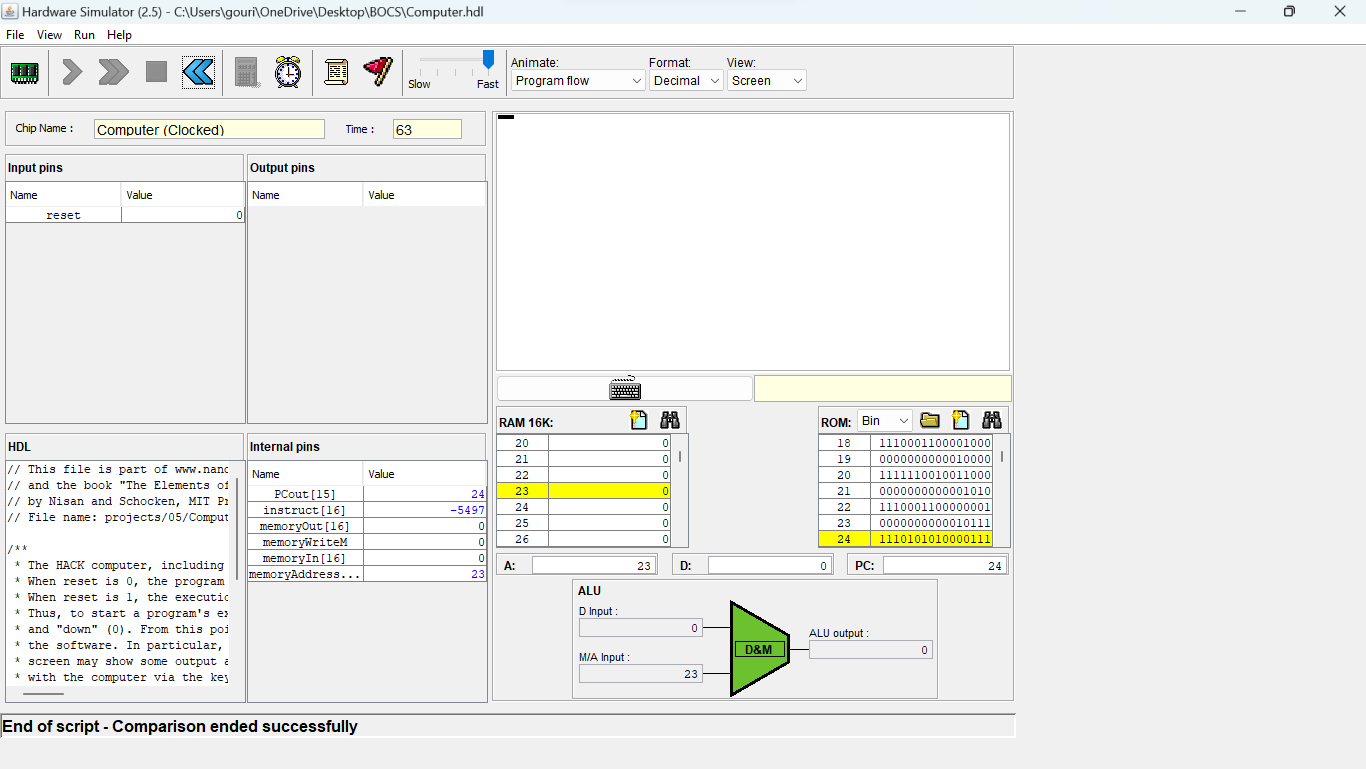 Hardware Simulator (2.5) - C:\Users\gouri\OneDrive\Desktop\BOCS\Computer.hdl
File View Run Help
Slow Fast
Animate: Format: View:
Program flow Decimal Screen
Chip Name : Computer (Clocked) Time : 63
Input pins
Name Value
reset 0
Output pins
Name Value
HDL
// This file is part of www.nand
// and the book "The Elements of
// by Nisan and Schocken, MIT Pr
// File name: projects/05/Comput
/**
* The HACK computer, including
* When reset is 0, the program
* When reset is 1, the executio
* Thus, to start a program's ex
* and "down" (0). From this poi
* the software. In particular,
* screen may show some output a
* with the computer via the key
Internal pins
Name Value
PCout[15] 24
instruct[16] -5497
memoryOut[16] 0
memoryWriteM 0
memoryIn[16] 0
memoryAddress... 23
RAM 16K:
20 0
21 0
22 0
23 0
24 0
25 0
26 0
ROM: Bin
18 1110001100001000
19 0000000000010000
20 1111110010011000
21 0000000000001010
22 1110001100000001
23 0000000000010111
24 1110101010000111
A: 23 D: 0 PC: 24
ALU
D Input : 0
M/A Input : 23
D&M
ALU output : 0
End of script - Comparison ended successfully